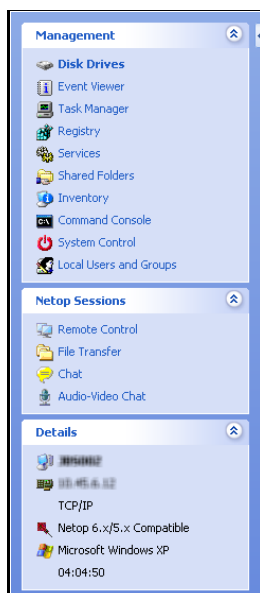 Management
Disk Drives
Event Viewer
Task Manager
Registry
Services
Shared Folders
Inventory
Command Console
System Control
Local Users and Groups
Netop Sessions
Remote Control
File Transfer
Chat
Audio-Video Chat
Details
TCP/IP
Netop 6.x/5.x Compatible
Microsoft Windows XP
04:04:50